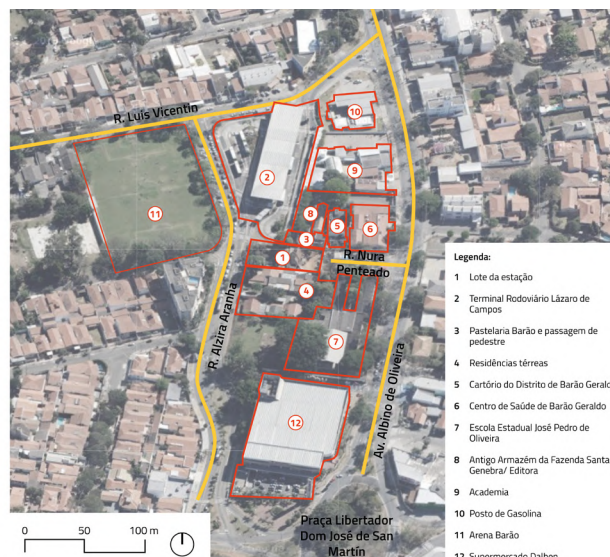 R. Luis Vicentin
10
2
9
11
8
5
6
3
1
R. Nura
Penteado
4
R. Alzira Aranha
7
Av. Albino de Oliveira
12
Praça Libertador
Dom José de San
Martín
0 50 100 m
Legenda:
1 Lote da estação
2 Terminal Rodoviário Lázaro de
Campos
3 Pastelaria Barão e passagem de
pedestre
4 Residências térreas
5 Cartório do Distrito de Barão Geraldo
6 Centro de Saúde de Barão Geraldo
7 Escola Estadual José Pedro de
Oliveira
8 Antigo Armazém da Fazenda Santa
Genebra/ Editora
9 Academia
10 Posto de Gasolina
11 Arena Barão
12 Supermercado Dalben